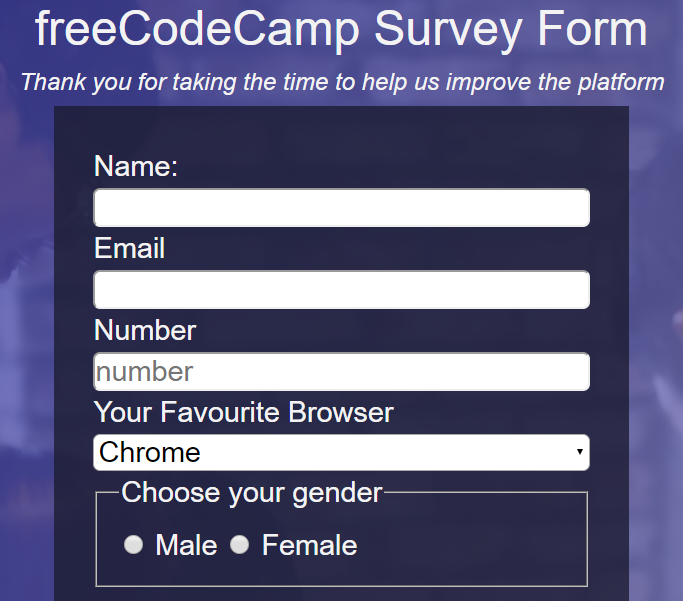 freeCodeCamp Survey Form
Thank you for taking the time to help us improve the platform
Name:
Email
Number
number
Your Favourite Browser
Chrome
Choose your gender
Male Female